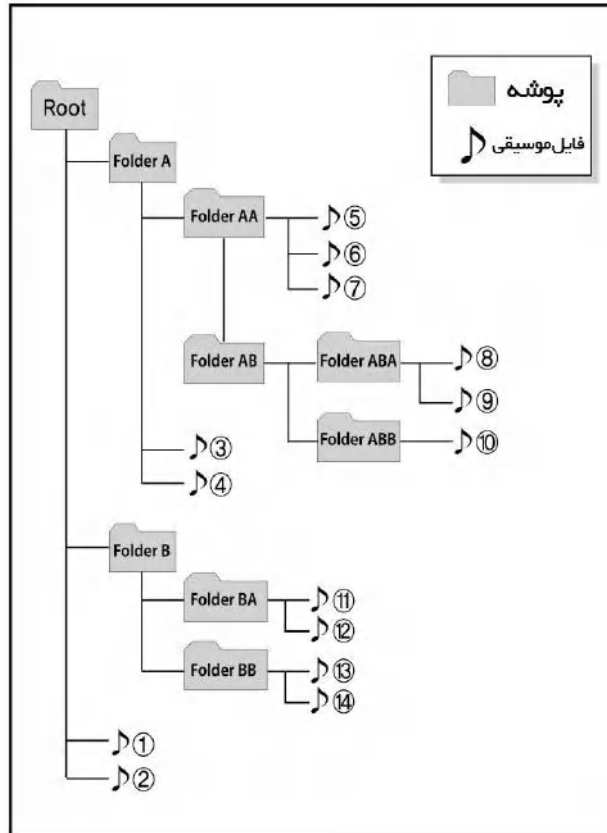 Root
پوشه
فایل موسیقی
Folder A
Folder AA
⑤
⑥
⑦
Folder AB
Folder ABA
⑧
⑨
Folder ABB
⑩
③
④
Folder B
Folder BA
⑪
⑫
Folder BB
⑬
⑭
①
②